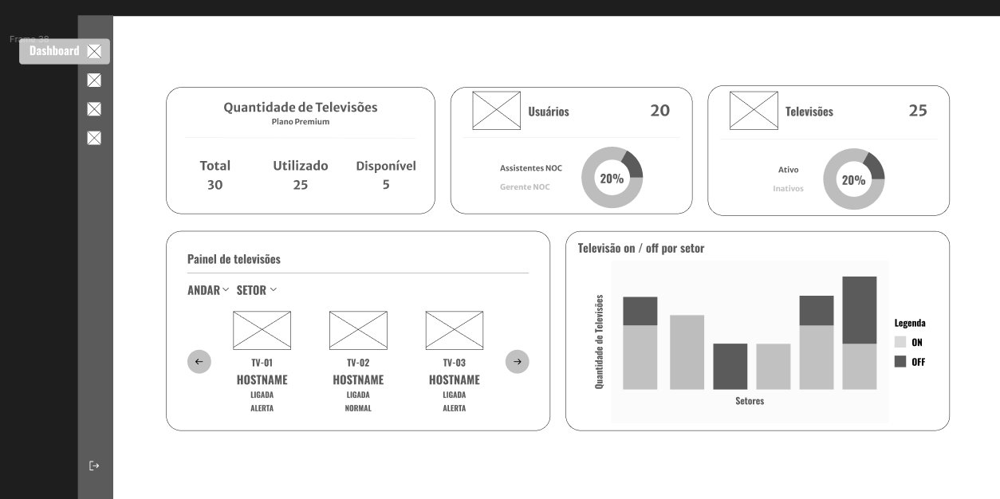 Frame 38
Dashboard
Quantidade de Televisões
Plano Premium
Total
Utilizado
Disponível
30
25
5
Usuários
20
Assistentes NOC
Gerente NOC
20%
Televisões
25
Ativo
Inativos
20%
Painel de televisões
ANDAR
SETOR
TV-01
HOSTNAME
LIGADA
ALERTA
TV-02
HOSTNAME
LIGADA
NORMAL
TV-03
HOSTNAME
LIGADA
ALERTA
Televisão on / off por setor
Quantidade de Televisões
Setores
Legenda
ON
OFF